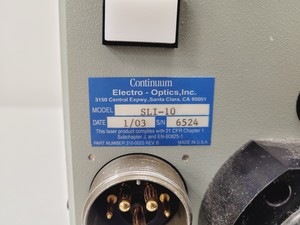 Continuum
Electro - Optics, Inc.
3150 Central Expwy., Santa Clara, CA 95051
MODEL SLI-10
DATE 1/03 S/N 6524
This laser product complies with 21 CFR Chapter 1
Subchapter J, and EN-60825-1
PART NUMBER MADE IN U.S.A.